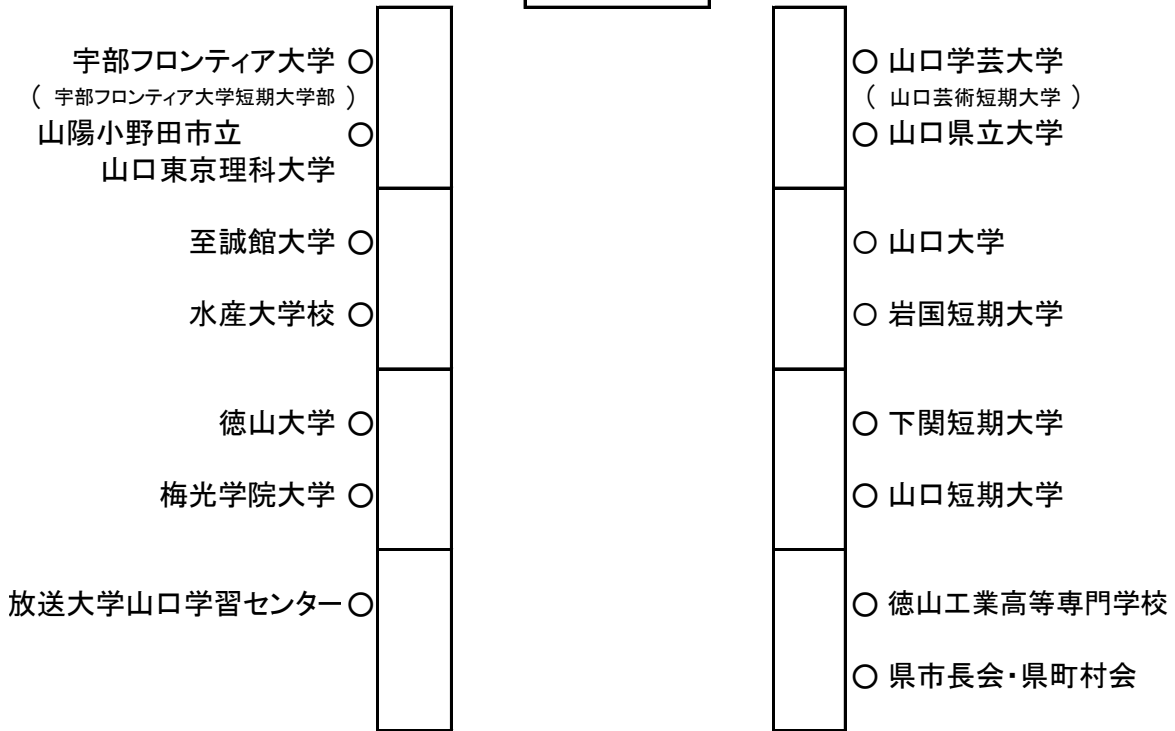 宇部フロンティア大学 ○
( 宇部フロンティア大学短期大学部 )
山陽小野田市立 ○
山口東京理科大学
至誠館大学 ○
水産大学校 ○
徳山大学 ○
梅光学院大学 ○
放送大学山口学習センター ○
○ 山口学芸大学
( 山口芸術短期大学 )
○ 山口県立大学
○ 山口大学
○ 岩国短期大学
○ 下関短期大学
○ 山口短期大学
○ 徳山工業高等専門学校
○ 県市長会・県町村会